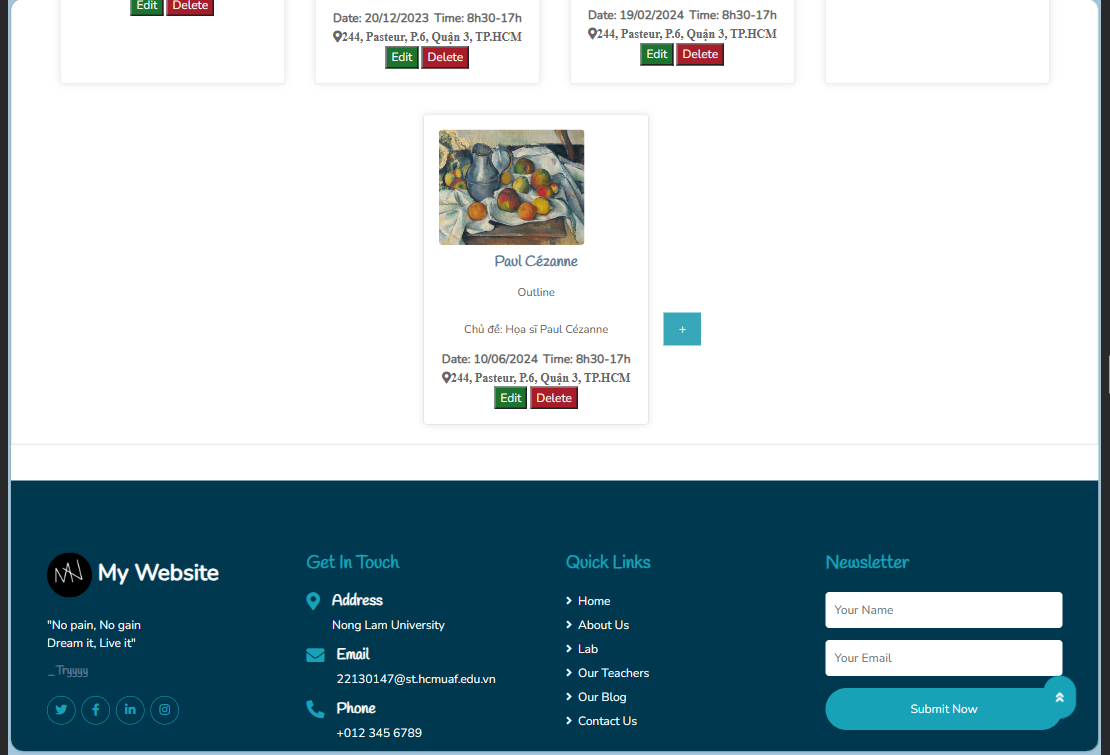 Edit Delete
Date: 20/12/2023 Time: 8h30-17h
244, Pasteur, P.6, Quận 3, TP.HCM
Edit Delete
Date: 19/02/2024 Time: 8h30-17h
244, Pasteur, P.6, Quận 3, TP.HCM
Edit Delete
Paul Cézanne
Outline
Chủ đề: Họa sĩ Paul Cézanne
Date: 10/06/2024 Time: 8h30-17h
244, Pasteur, P.6, Quận 3, TP.HCM
Edit Delete
+
My Website
"No pain, No gain
Dream it, Live it"
_Tryyyy
Get In Touch
Address
Nong Lam University
Email
22130147@st.hcmuaf.edu.vn
Phone
+012 345 6789
Quick Links
Home
About Us
Lab
Our Teachers
Our Blog
Contact Us
Newsletter
Your Name
Your Email
Submit Now